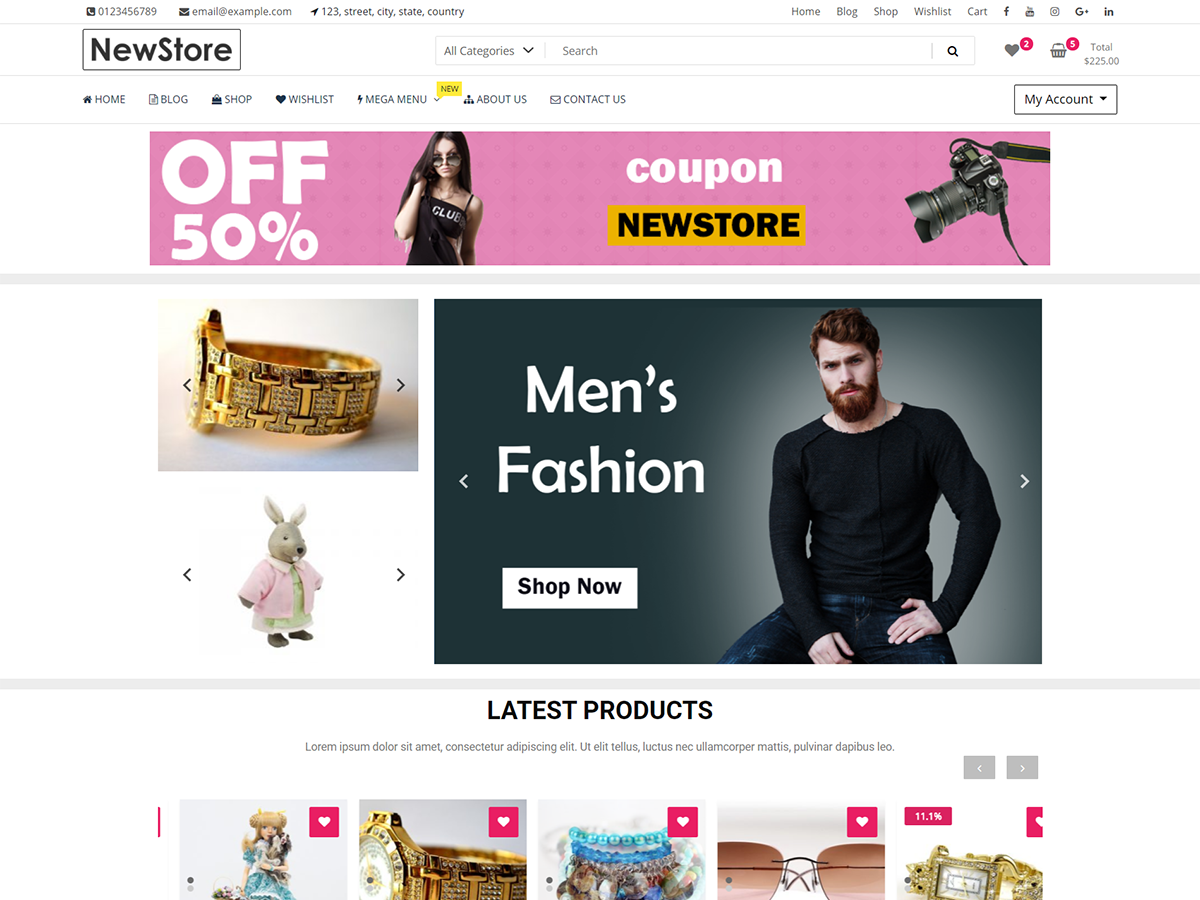 0123456789 email@example.com 123, street, city, state, country Home Blog Shop Wishlist Cart
NewStore
All Categories Search 2 5 Total
$225.00
NEW
HOME BLOG SHOP WISHLIST MEGA MENU ABOUT US CONTACT US My Account
OFF
50%
CLUB
coupon
NEWSTORE
Men's
Fashion
Shop Now
LATEST PRODUCTS
Lorem ipsum dolor sit amet, consectetur adipiscing elit. Ut elit tellus, luctus nec ullamcorper mattis, pulvinar dapibus leo.
11.1%